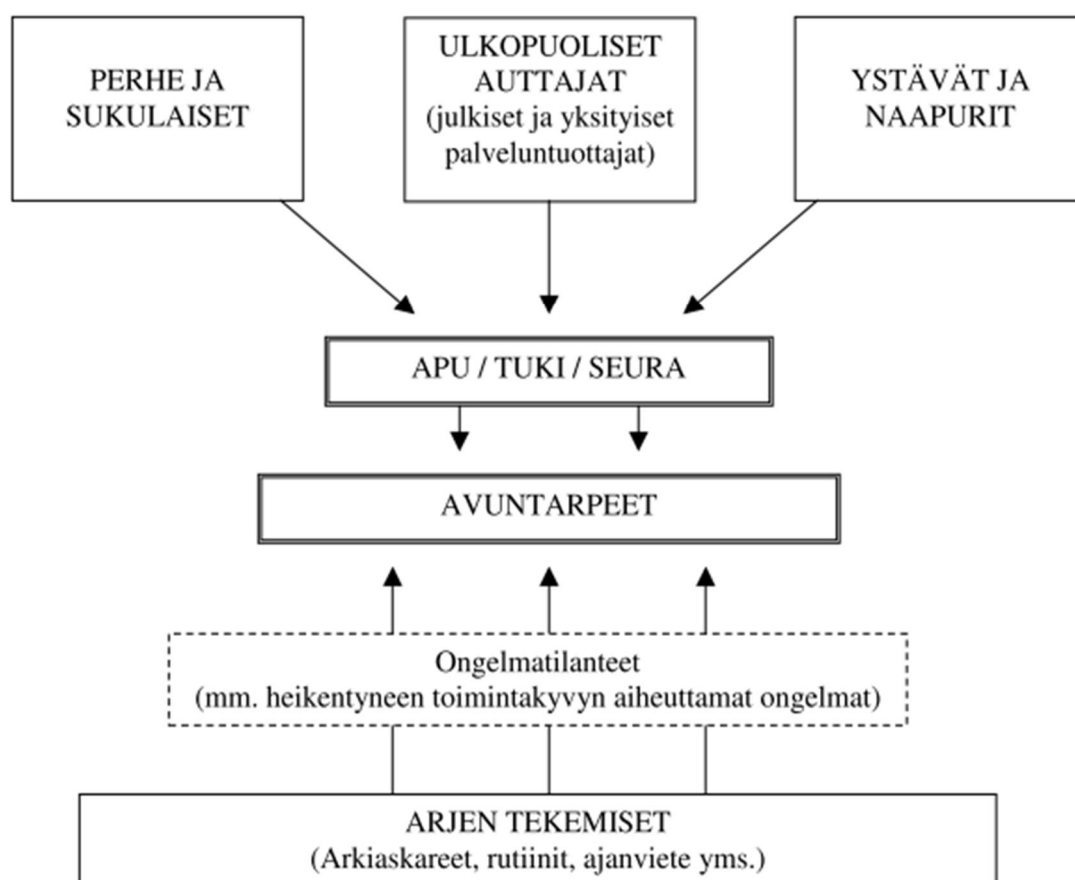 PERHE JA
SUKULAISET
ULKOPUOLISET
AUTTAJAT
(julkiset ja yksityiset
palveluntuottajat)
YSTÄVÄT JA
NAAPURIT
APU / TUKI / SEURA
AVUNTARPEET
Ongelmatilanteet
(mm. heikentyneen toimintakyvyn aiheuttamat ongelmat)
ARJEN TEKEMISET
(Arkiaskareet, rutiinit, ajanviete yms.)